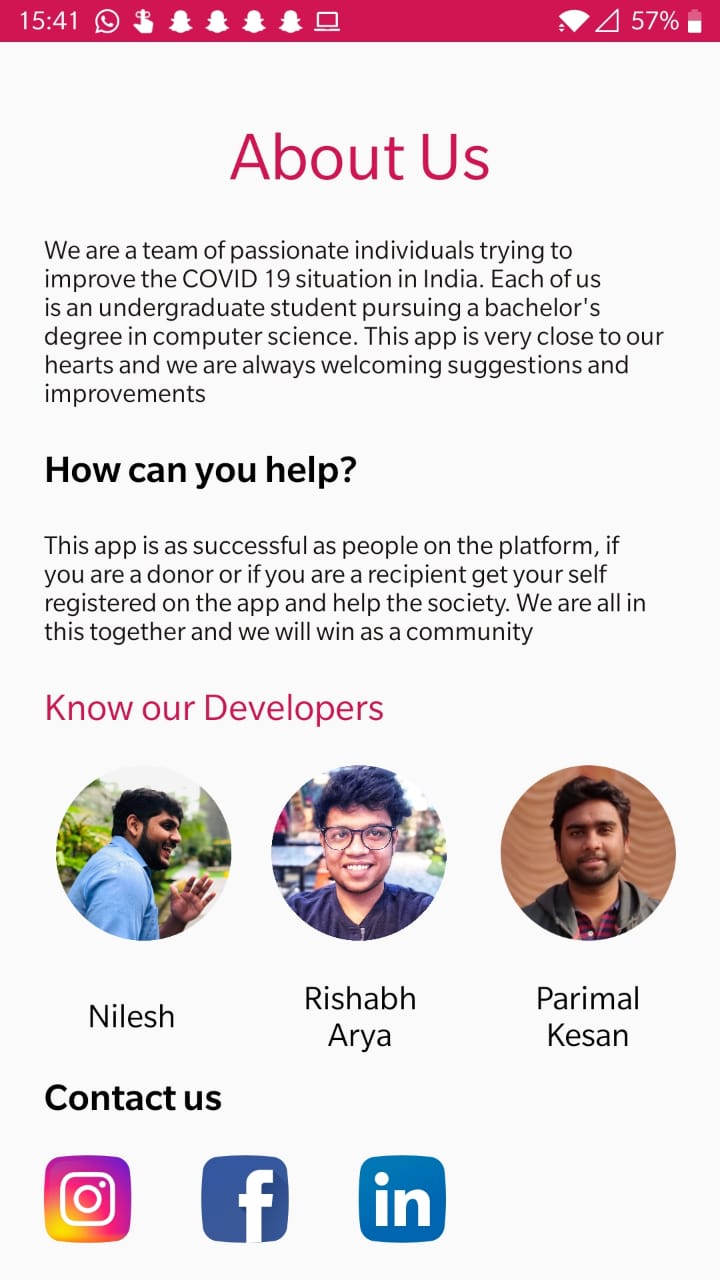 15:41 57%
About Us
We are a team of passionate individuals trying to
improve the COVID 19 situation in India. Each of us
is an undergraduate student pursuing a bachelor's
degree in computer science. This app is very close to our
hearts and we are always welcoming suggestions and
improvements
How can you help?
This app is as successful as people on the platform, if
you are a donor or if you are a recipient get your self
registered on the app and help the society. We are all in
this together and we will win as a community
Know our Developers
Nilesh
Rishabh
Arya
Parimal
Kesan
Contact us
f
in